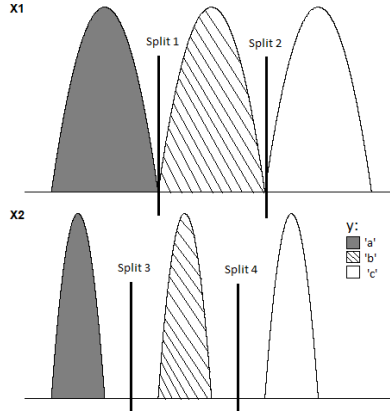 X1
Split 1
Split 2
X2
Split 3
Split 4
y:
'a'
'b'
'c'